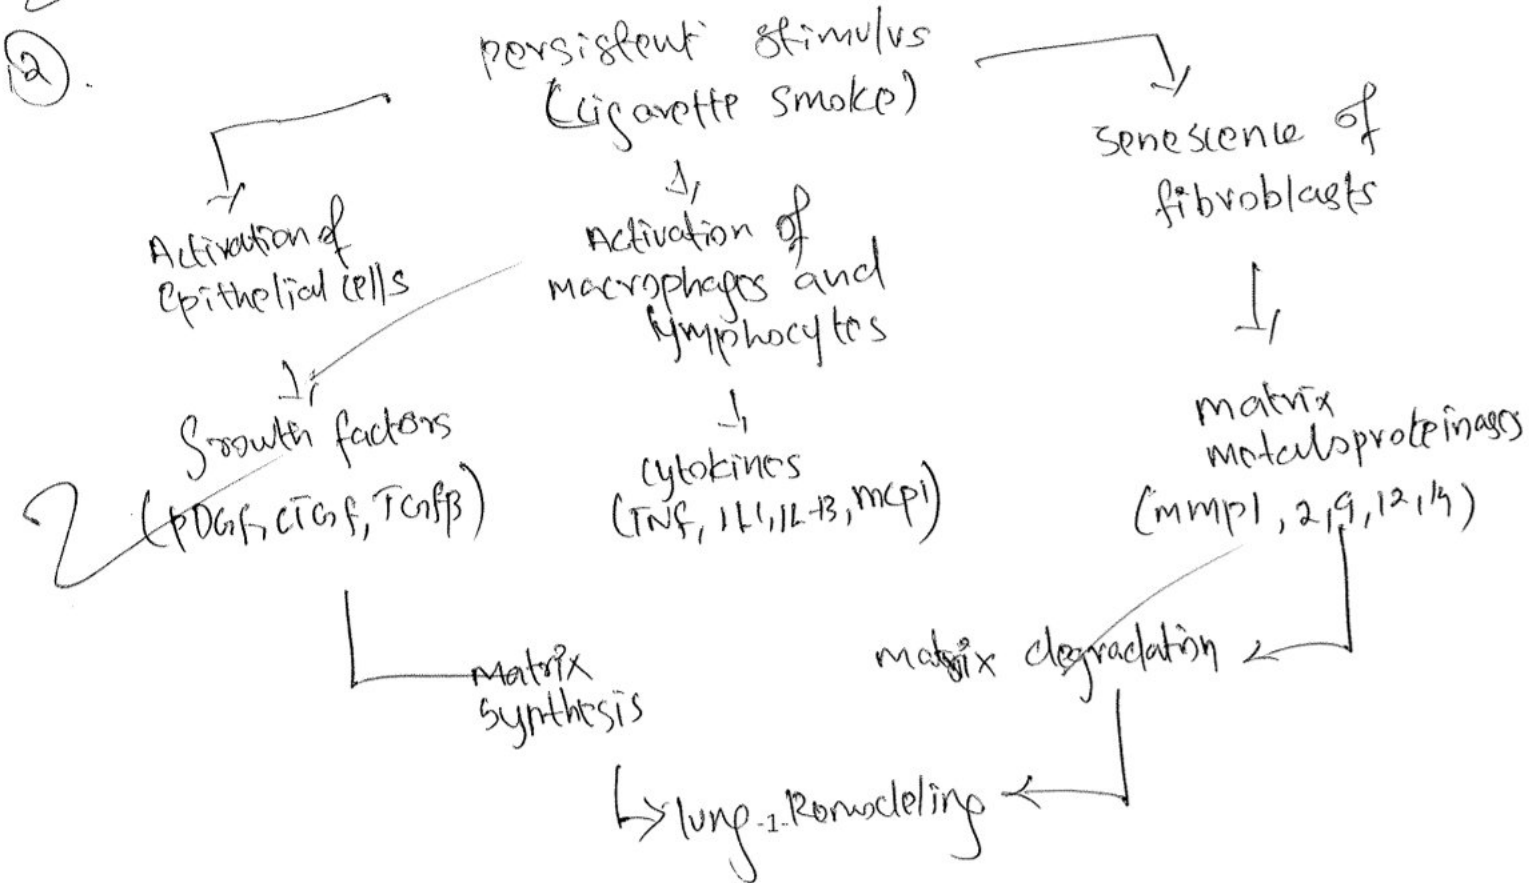 ②.
persistent stimulus
(Cigarette smoke)
Activation of
Epithelial cells
Activation of
macrophages and
lymphocytes
senescence of
fibroblasts
Growth factors
(PDGF, CTGF, TGFβ)
cytokines
(TNF, IL1, IL-13, MCP1)
matrix
metaloproteinases
(MMP1, 2, 9, 12, 14)
Matrix
synthesis
matrix degradation
lung Remodeling
-1-